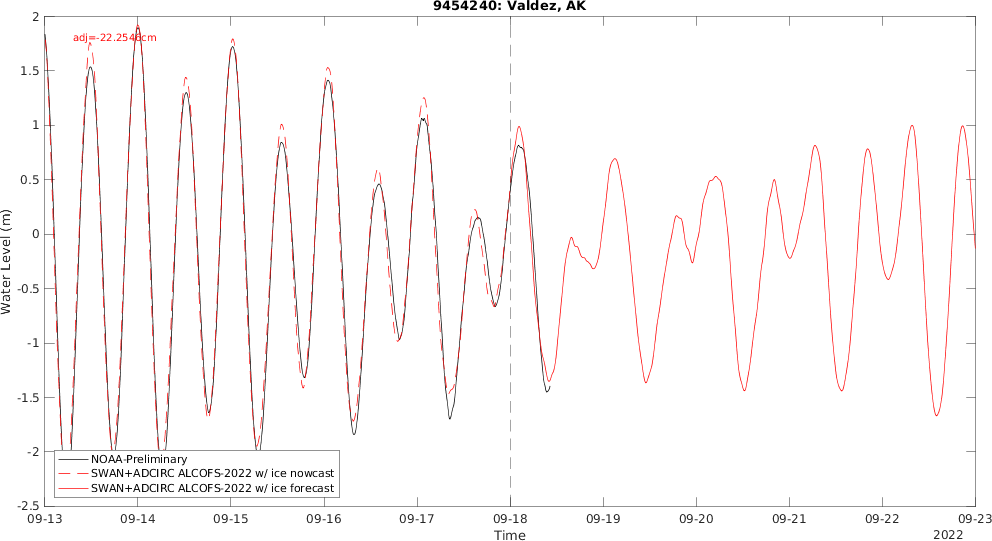 9454240: Valdez, AK
adj=-22.2546cm
2
1.5
1
0.5
0
-0.5
-1
-1.5
-2
-2.5
Water Level (m)
NOAA-Preliminary
SWAN+ADCIRC ALCOFS-2022 w/ ice nowcast
SWAN+ADCIRC ALCOFS-2022 w/ ice forecast
09-13 09-14 09-15 09-16 09-17 09-18 09-19 09-20 09-21 09-22 09-23
Time
2022